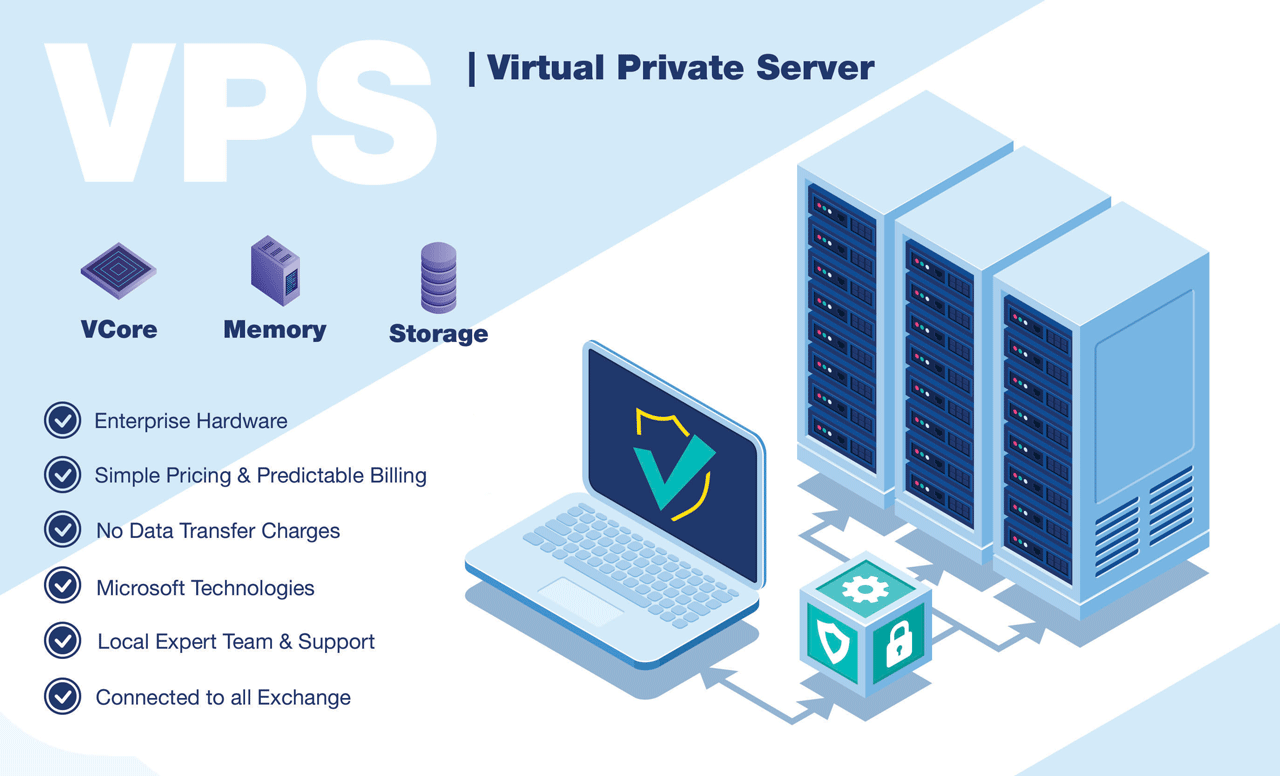 VPS
| Virtual Private Server
VCore
Memory
Storage
Enterprise Hardware
Simple Pricing & Predictable Billing
No Data Transfer Charges
Microsoft Technologies
Local Expert Team & Support
Connected to all Exchange